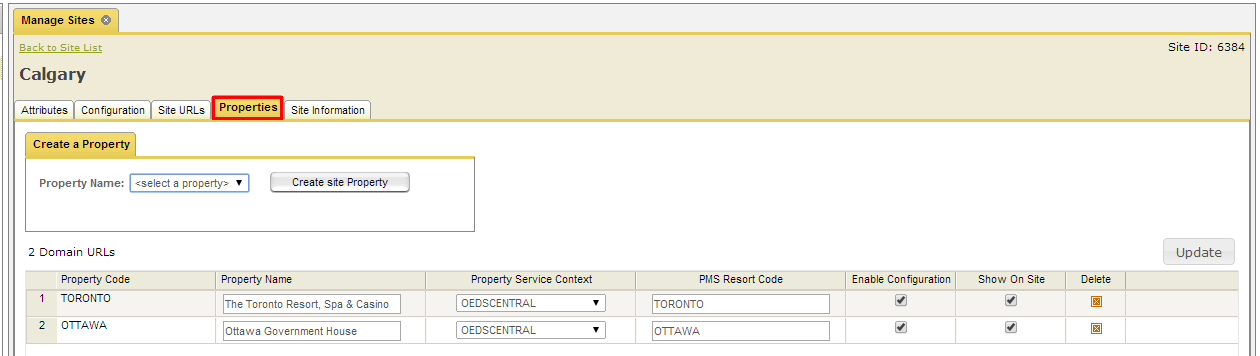 Manage Sites
Back to Site List
Site ID: 6384
Calgary
Attributes Configuration Site URLs Properties Site Information
Create a Property
Property Name: <select a property> Create site Property
2 Domain URLs
Update
Property Code Property Name Property Service Context PMS Resort Code Enable Configuration Show On Site Delete
1 TORONTO The Toronto Resort, Spa & Casino OEDSCENTRAL TORONTO
2 OTTAWA Ottawa Government House OEDSCENTRAL OTTAWA